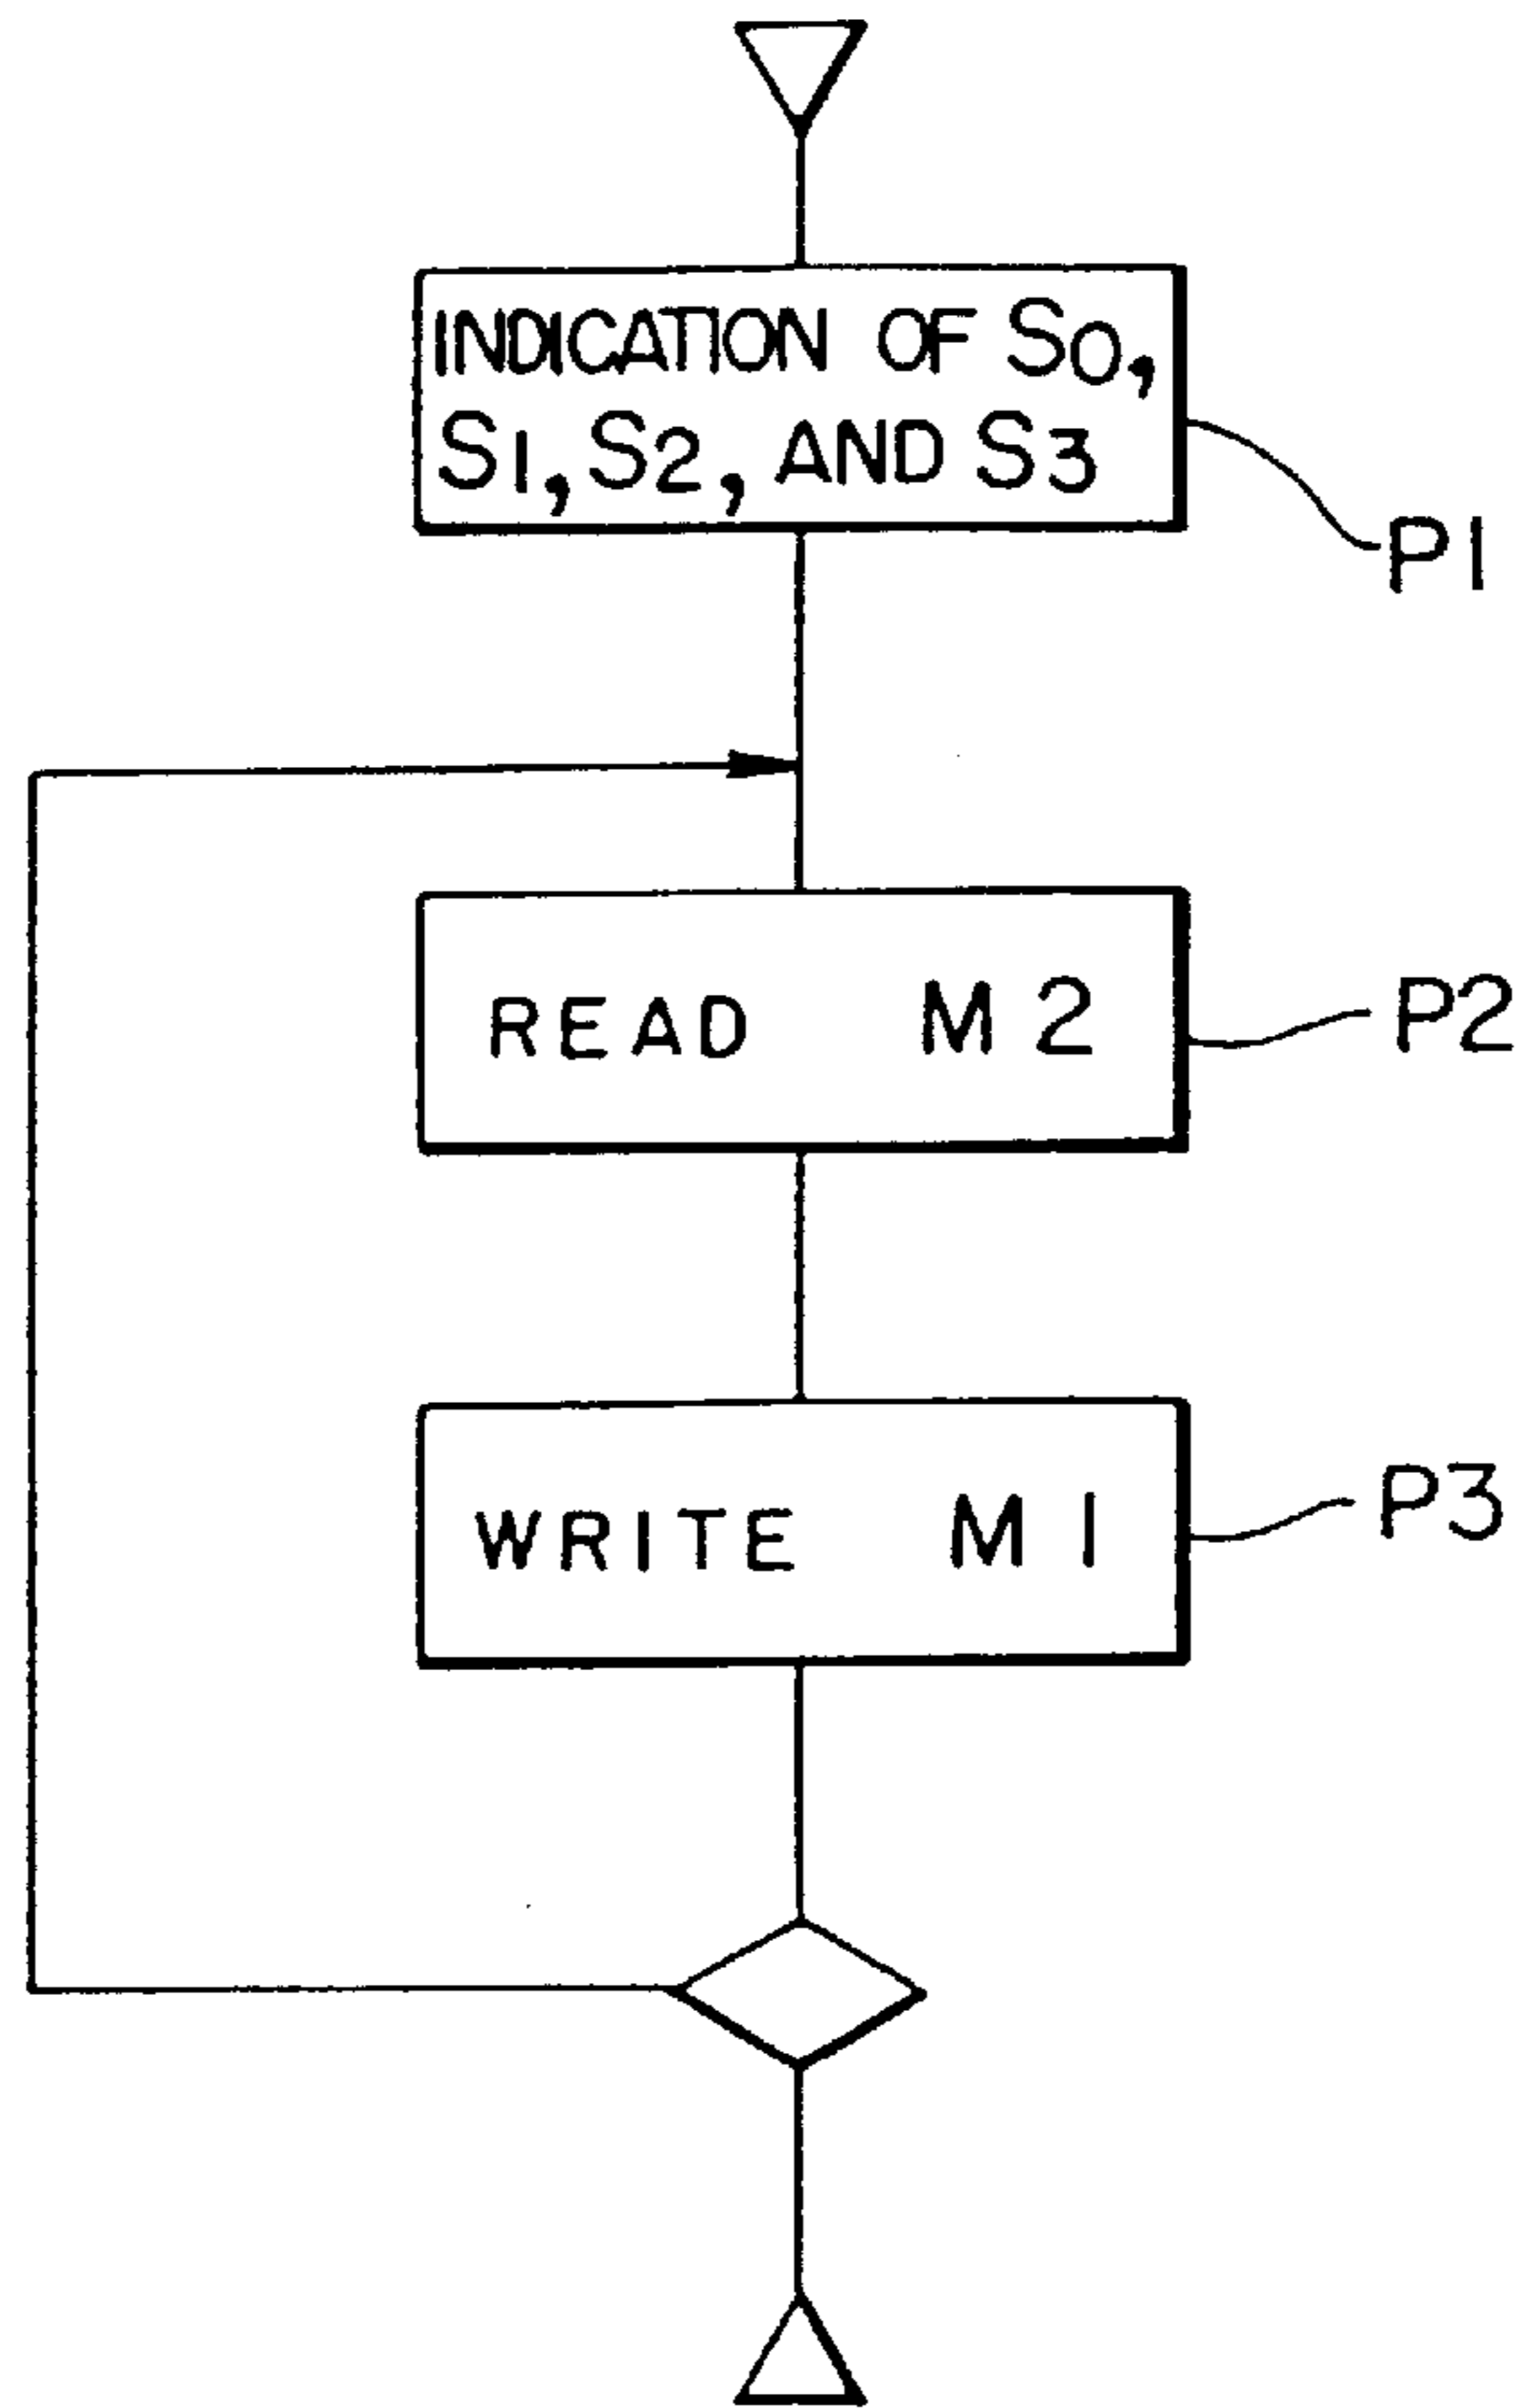 INDICATION OF S0,
S1, S2, AND S3
P1
READ M2
P2
WRITE M1
P3